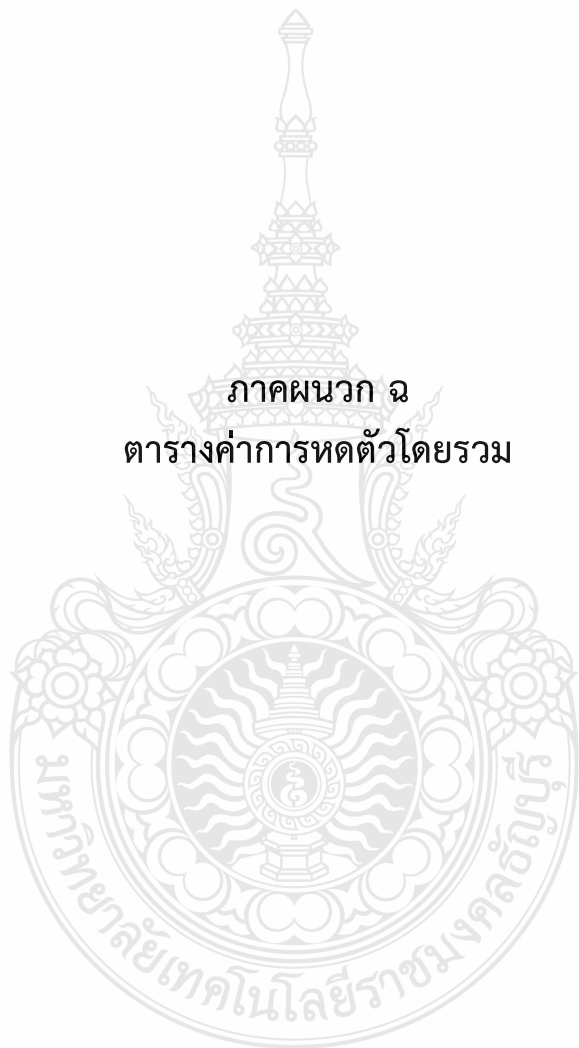 ภาคผนวก ฉ
ตารางค่าการหดตัวโดยรวม
มหาวิทยาลัยเทคโนโลยีราชมงคลธัญบุรี